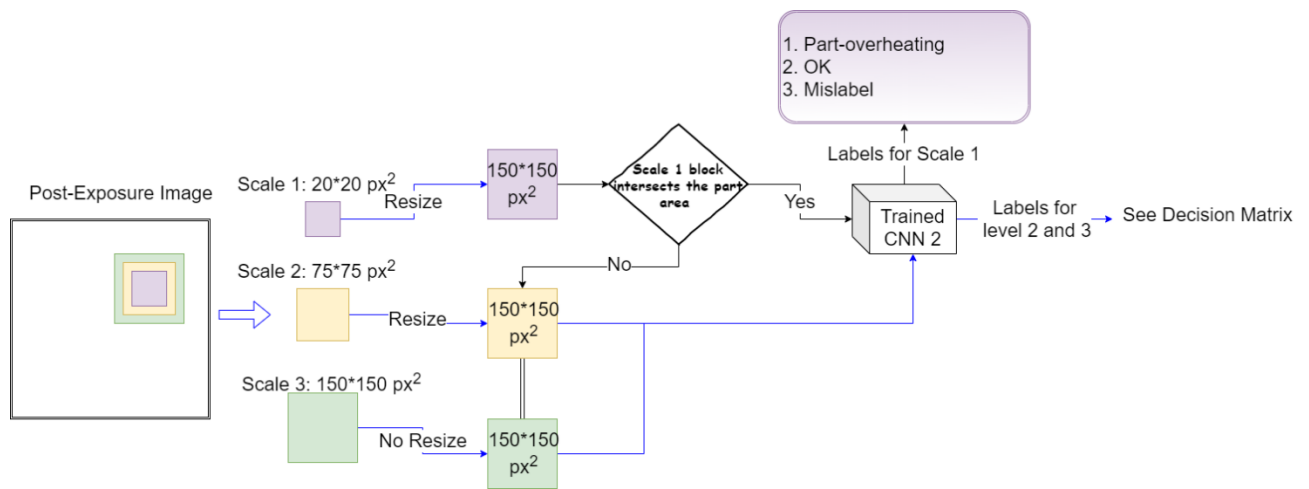 1. Part-overheating
2. OK
3. Mislabel
Labels for Scale 1
Post-Exposure Image
Scale 1: 20*20 px²
Resize
150*150
px²
Scale 1 block
intersects the part
area
Yes
Trained
CNN 2
Labels for
level 2 and 3
See Decision Matrix
No
Scale 2: 75*75 px²
Resize
150*150
px²
Scale 3: 150*150 px²
No Resize
150*150
px²